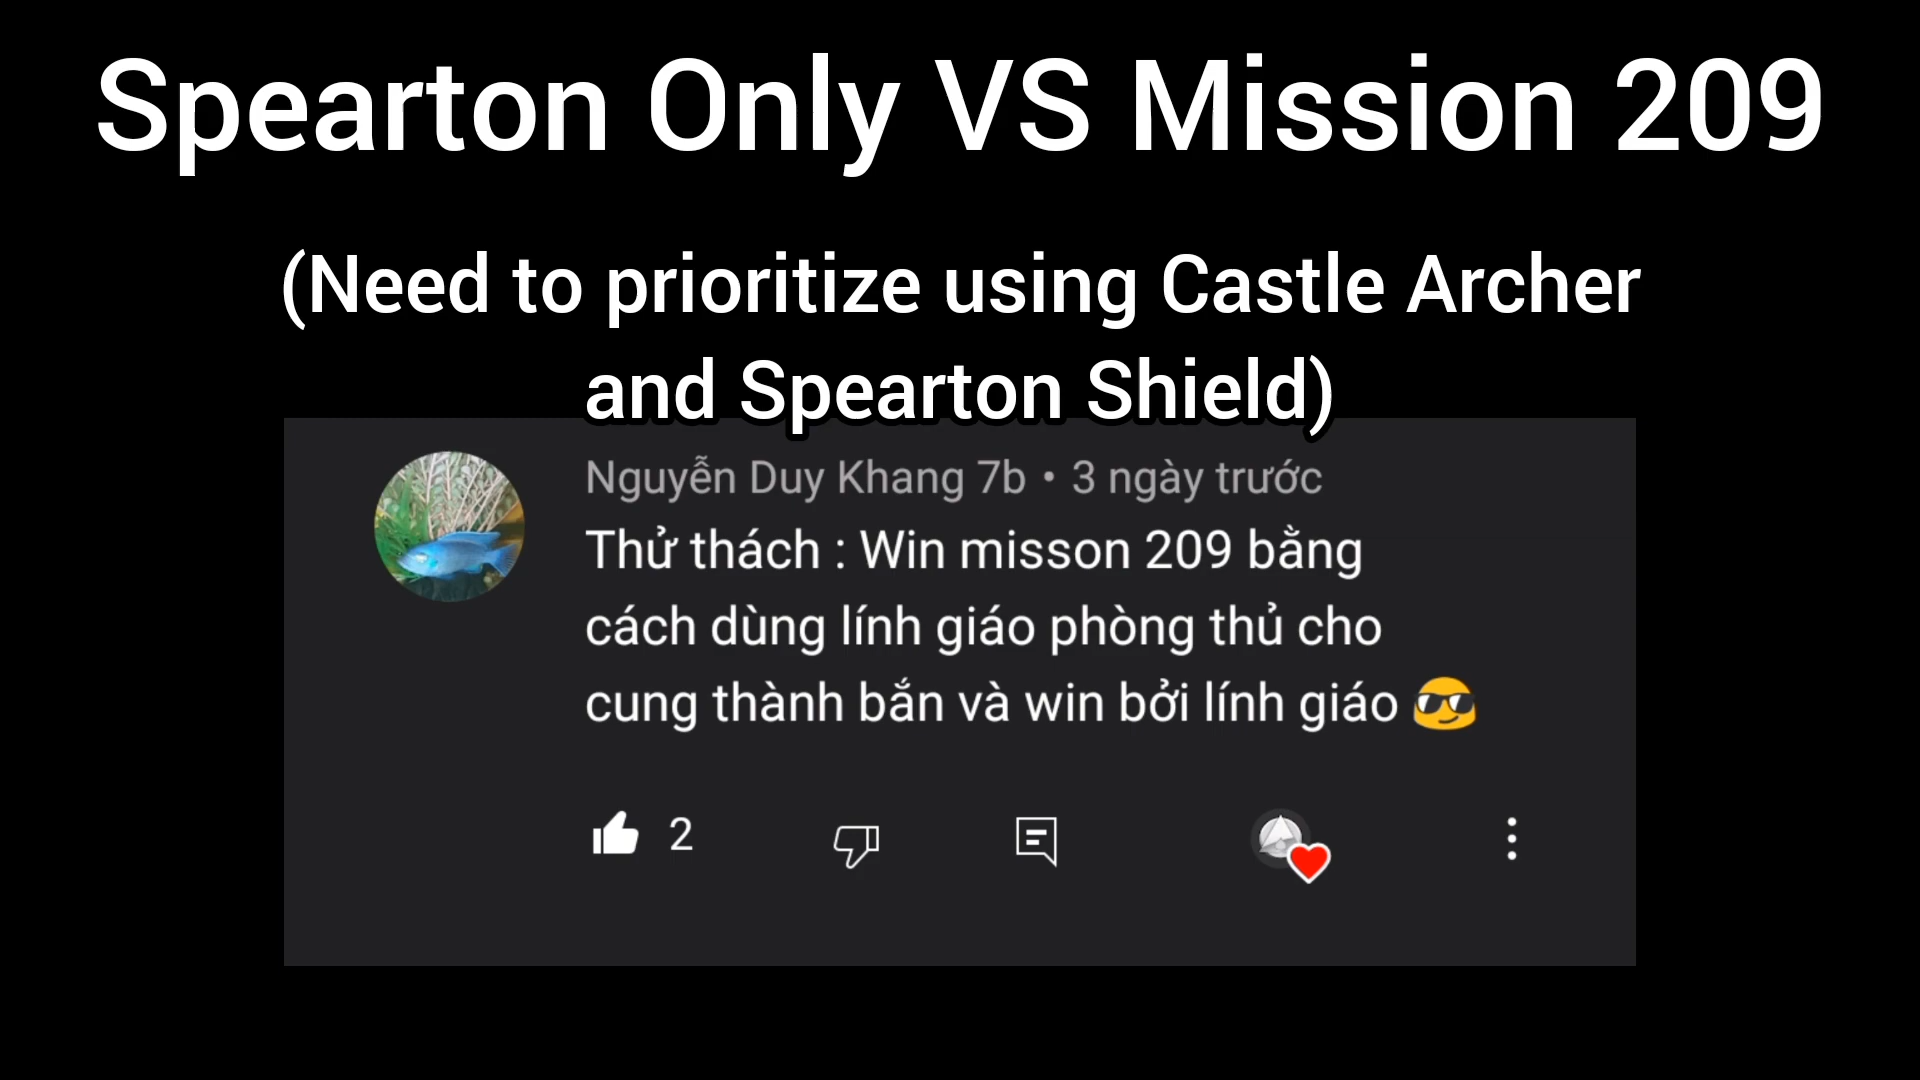 Spearton Only VS Mission 209
(Need to prioritize using Castle Archer
and Spearton Shield)
Nguyễn Duy Khang 7b • 3 ngày trước
Thử thách : Win misson 209 bằng
cách dùng lính giáo phòng thủ cho
cung thành bắn và win bởi lính giáo 😎
2